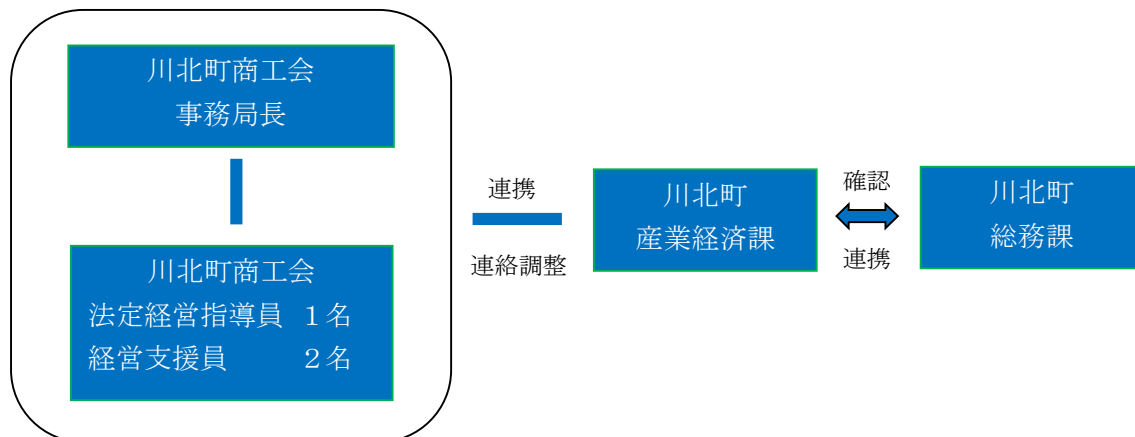 川北町商工会
事務局長
川北町商工会
法定経営指導員 １名
経営支援員 ２名
連携
連絡調整
川北町
産業経済課
確認
連携
川北町
総務課